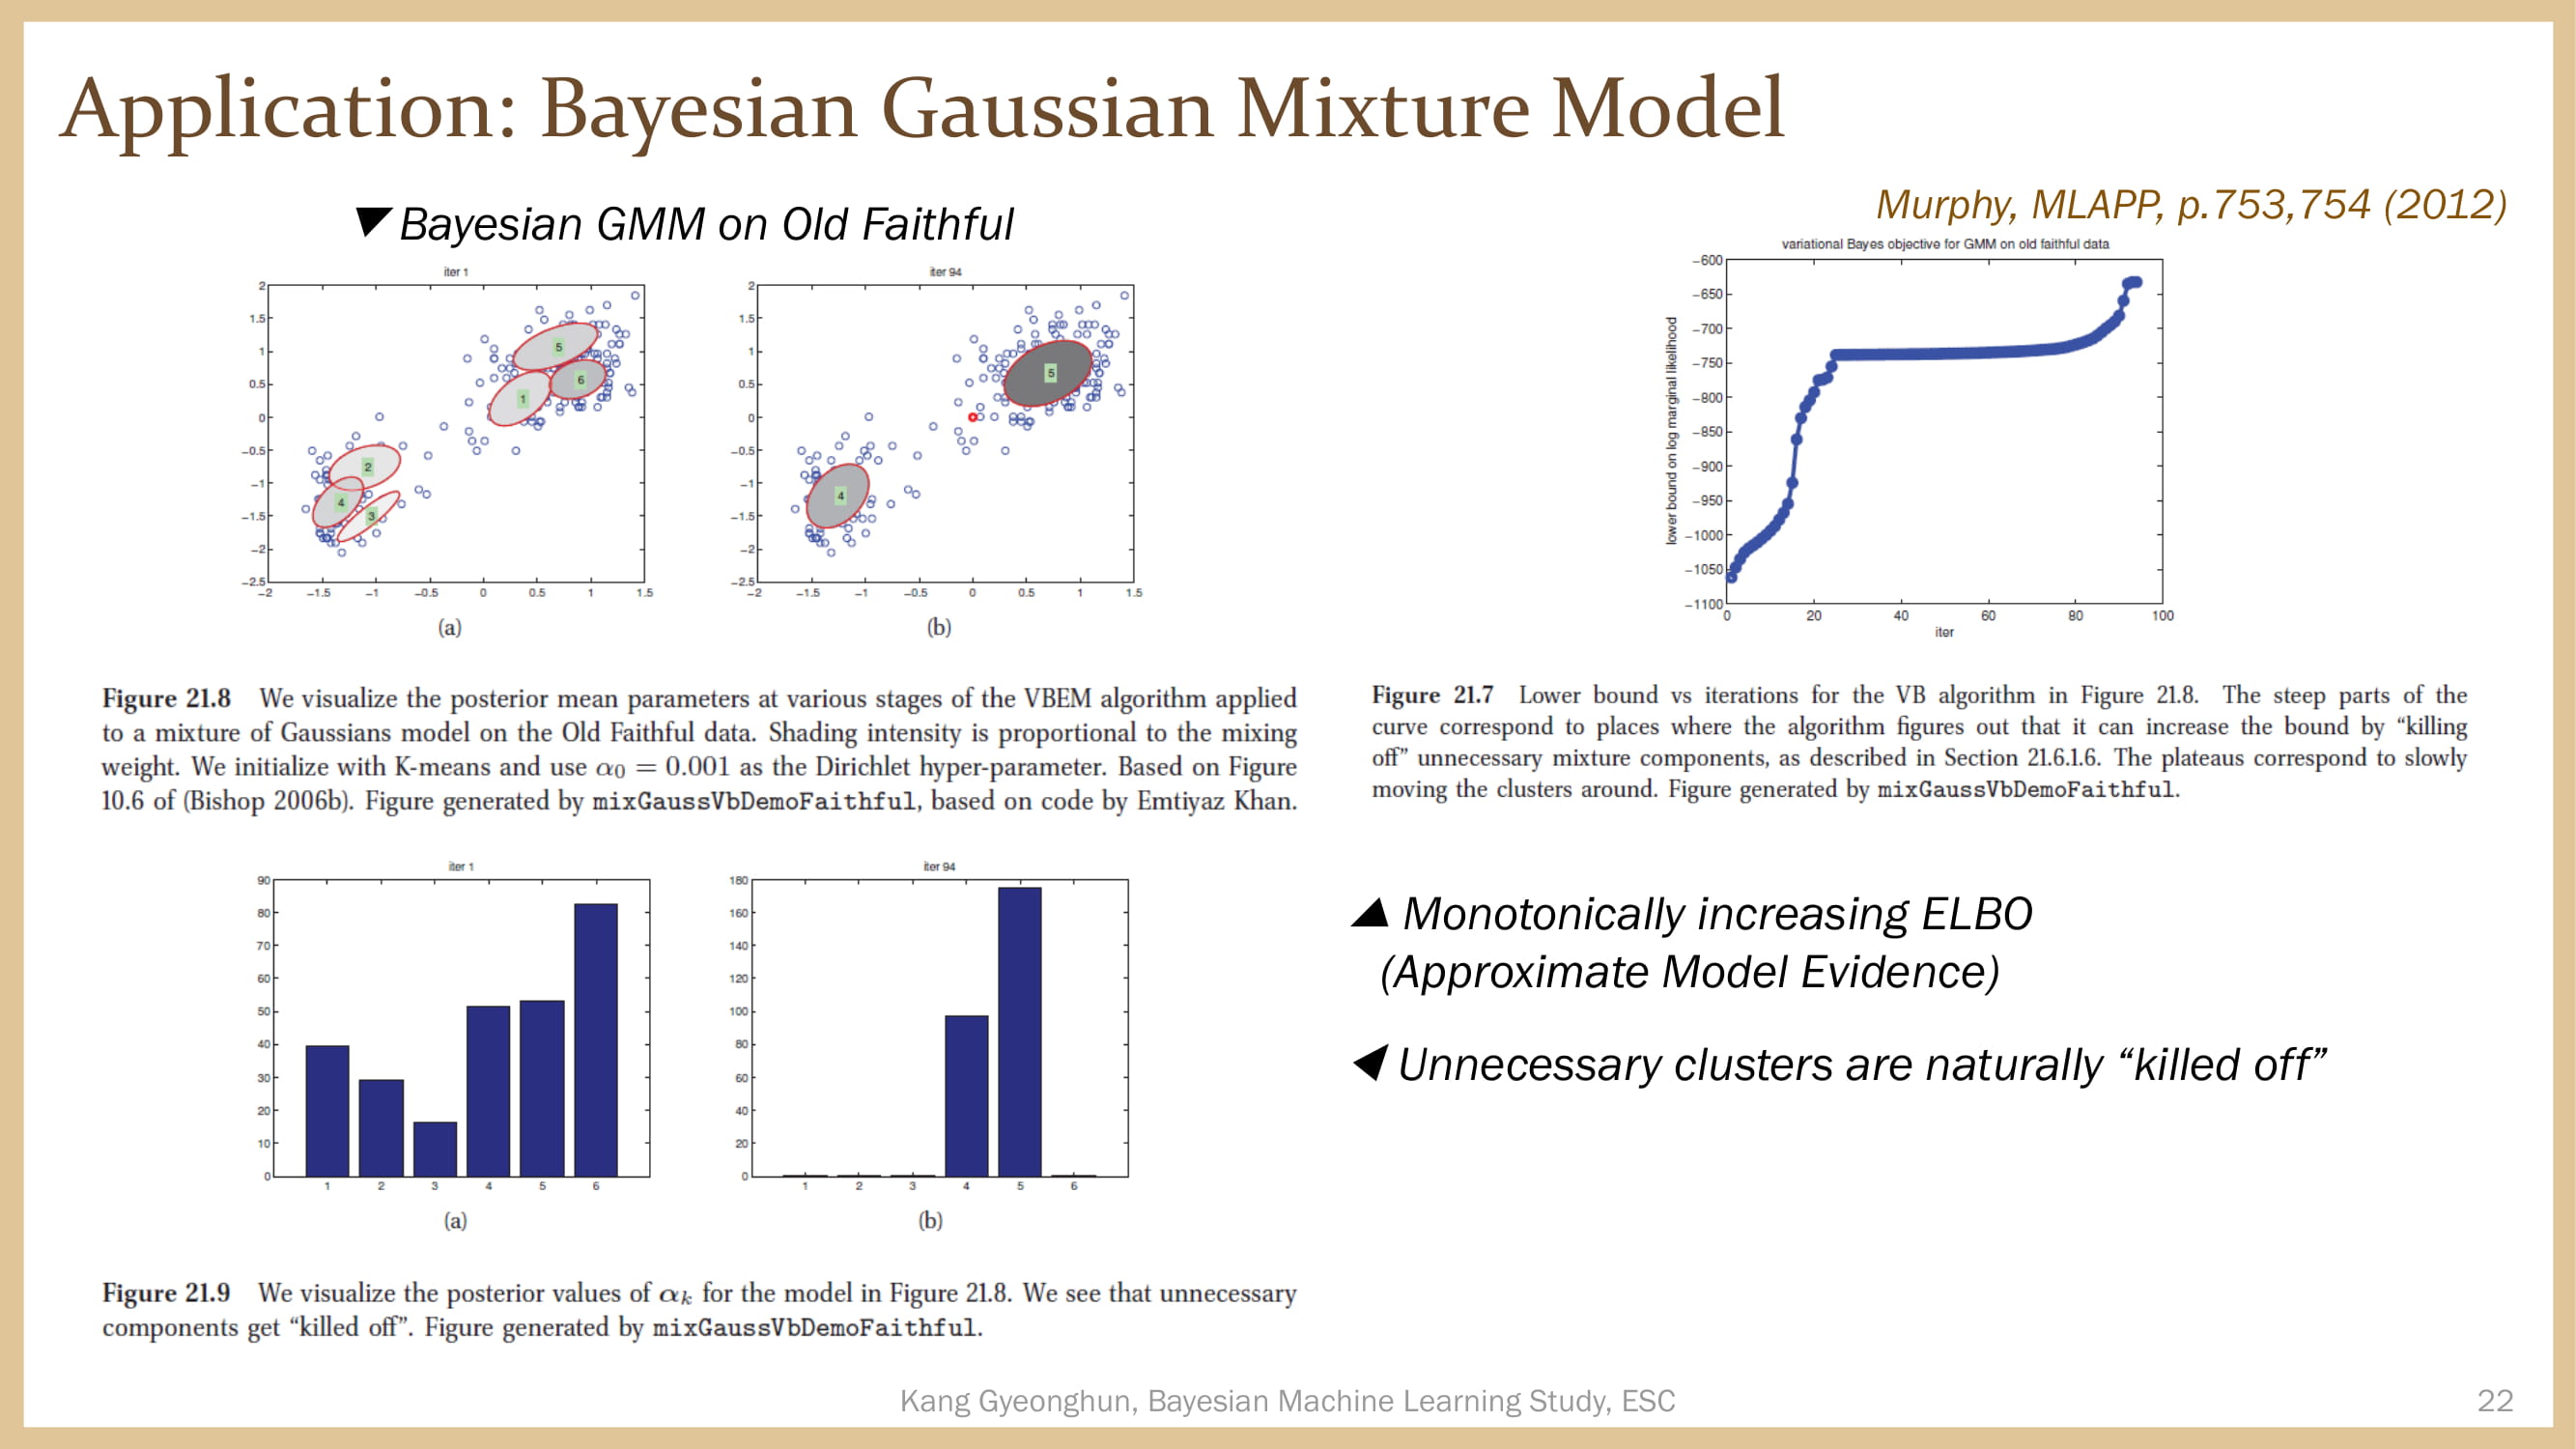 Application: Bayesian Gaussian Mixture Model
◤ Bayesian GMM on Old Faithful
Murphy, MLAPP, p.753,754 (2012)
iter 1
2
1.5
1
0.5
0
−0.5
−1
−1.5
−2
−2.5
−2 −1.5 −1 −0.5 0 0.5 1 1.5
5
6
1
2
4
3
(a)
iter 94
2
1.5
1
0.5
0
−0.5
−1
−1.5
−2
−2.5
−2 −1.5 −1 −0.5 0 0.5 1 1.5
5
4
(b)
variational Bayes objective for GMM on old faithful data
lower bound on log marginal likelihood
−600
−650
−700
−750
−800
−850
−900
−950
−1000
−1050
−1100
0 20 40 60 80 100
iter
Figure 21.8 We visualize the posterior mean parameters at various stages of the VBEM algorithm applied
to a mixture of Gaussians model on the Old Faithful data. Shading intensity is proportional to the mixing
weight. We initialize with K-means and use α0 = 0.001 as the Dirichlet hyper-parameter. Based on Figure
10.6 of (Bishop 2006b). Figure generated by mixGaussVbDemoFaithful, based on code by Emtiyaz Khan.
Figure 21.7 Lower bound vs iterations for the VB algorithm in Figure 21.8. The steep parts of the
curve correspond to places where the algorithm figures out that it can increase the bound by “killing
off” unnecessary mixture components, as described in Section 21.6.1.6. The plateaus correspond to slowly
moving the clusters around. Figure generated by mixGaussVbDemoFaithful.
iter 1
90
80
70
60
50
40
30
20
10
0
1 2 3 4 5 6
(a)
iter 94
180
160
140
120
100
80
60
40
20
0
1 2 3 4 5 6
(b)
Monotonically increasing ELBO
(Approximate Model Evidence)
Unnecessary clusters are naturally “killed off”
Figure 21.9 We visualize the posterior values of αk for the model in Figure 21.8. We see that unnecessary
components get “killed off”. Figure generated by mixGaussVbDemoFaithful.
Kang Gyeonghun, Bayesian Machine Learning Study, ESC
22